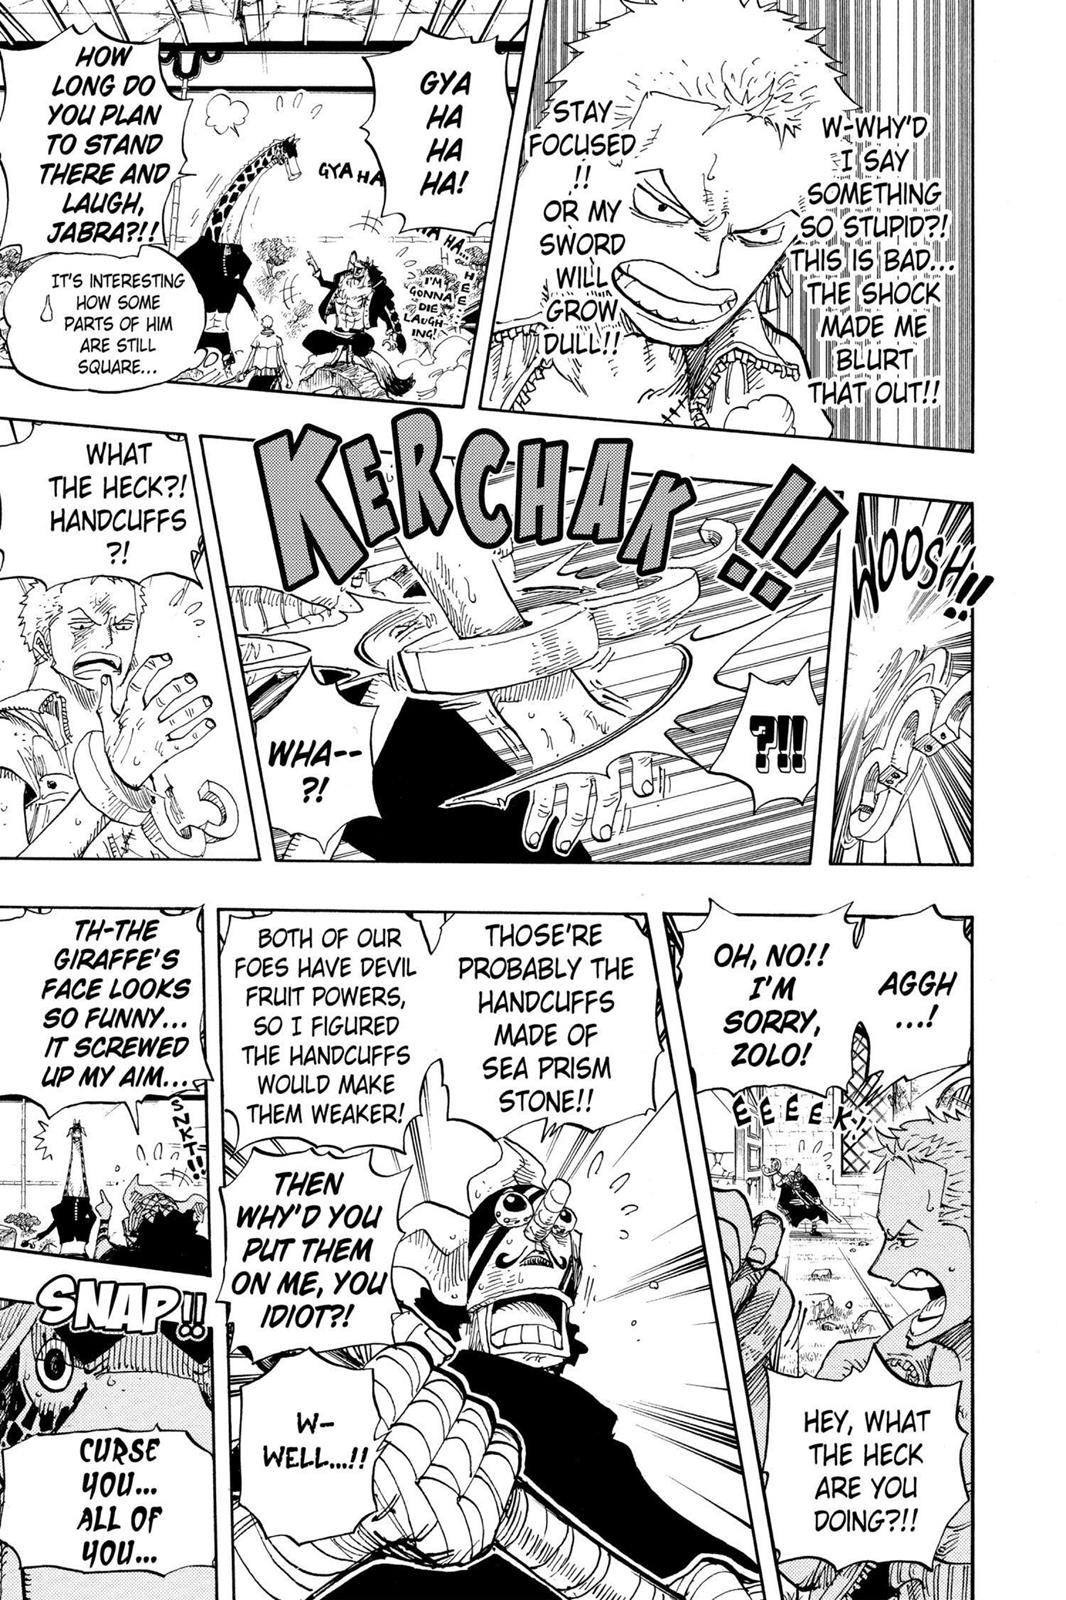 W-WHY'D
I SAY
SOMETHING
SO STUPID?!
THIS IS BAD...
THE SHOCK
MADE ME
BLURT
THAT OUT!!
STAY
FOCUSED
!!
OR MY
SWORD
WILL
GROW
DULL!!
GYA
HA
HA
HA!
GYA HA
HA HA...
HEE
I'M
GONNA
DIE
LAUGH-
ING!
HOW
LONG DO
YOU PLAN
TO STAND
THERE AND
LAUGH,
JABRA?!!
IT'S INTERESTING
HOW SOME
PARTS OF HIM
ARE STILL
SQUARE...
WOOSH!!
KERCHAK!!
?!!
WHA--
?!
WHAT
THE HECK?!
HANDCUFFS
?!
AGGH
...!
OH, NO!!
I'M
SORRY,
ZOLO!
EEEEK!
HEY, WHAT
THE HECK
ARE YOU
DOING?!!
THOSE'RE
PROBABLY THE
HANDCUFFS
MADE OF
SEA PRISM
STONE!!
BOTH OF OUR
FOES HAVE DEVIL
FRUIT POWERS,
SO I FIGURED
THE HANDCUFFS
WOULD MAKE
THEM WEAKER!
THEN
WHY'D YOU
PUT THEM
ON ME, YOU
IDIOT?!
W-
WELL...!!
TH-THE
GIRAFFE'S
FACE LOOKS
SO FUNNY...
IT SCREWED
UP MY AIM...
SNKT!!
SNAP!!
CURSE
YOU...
ALL OF
YOU...